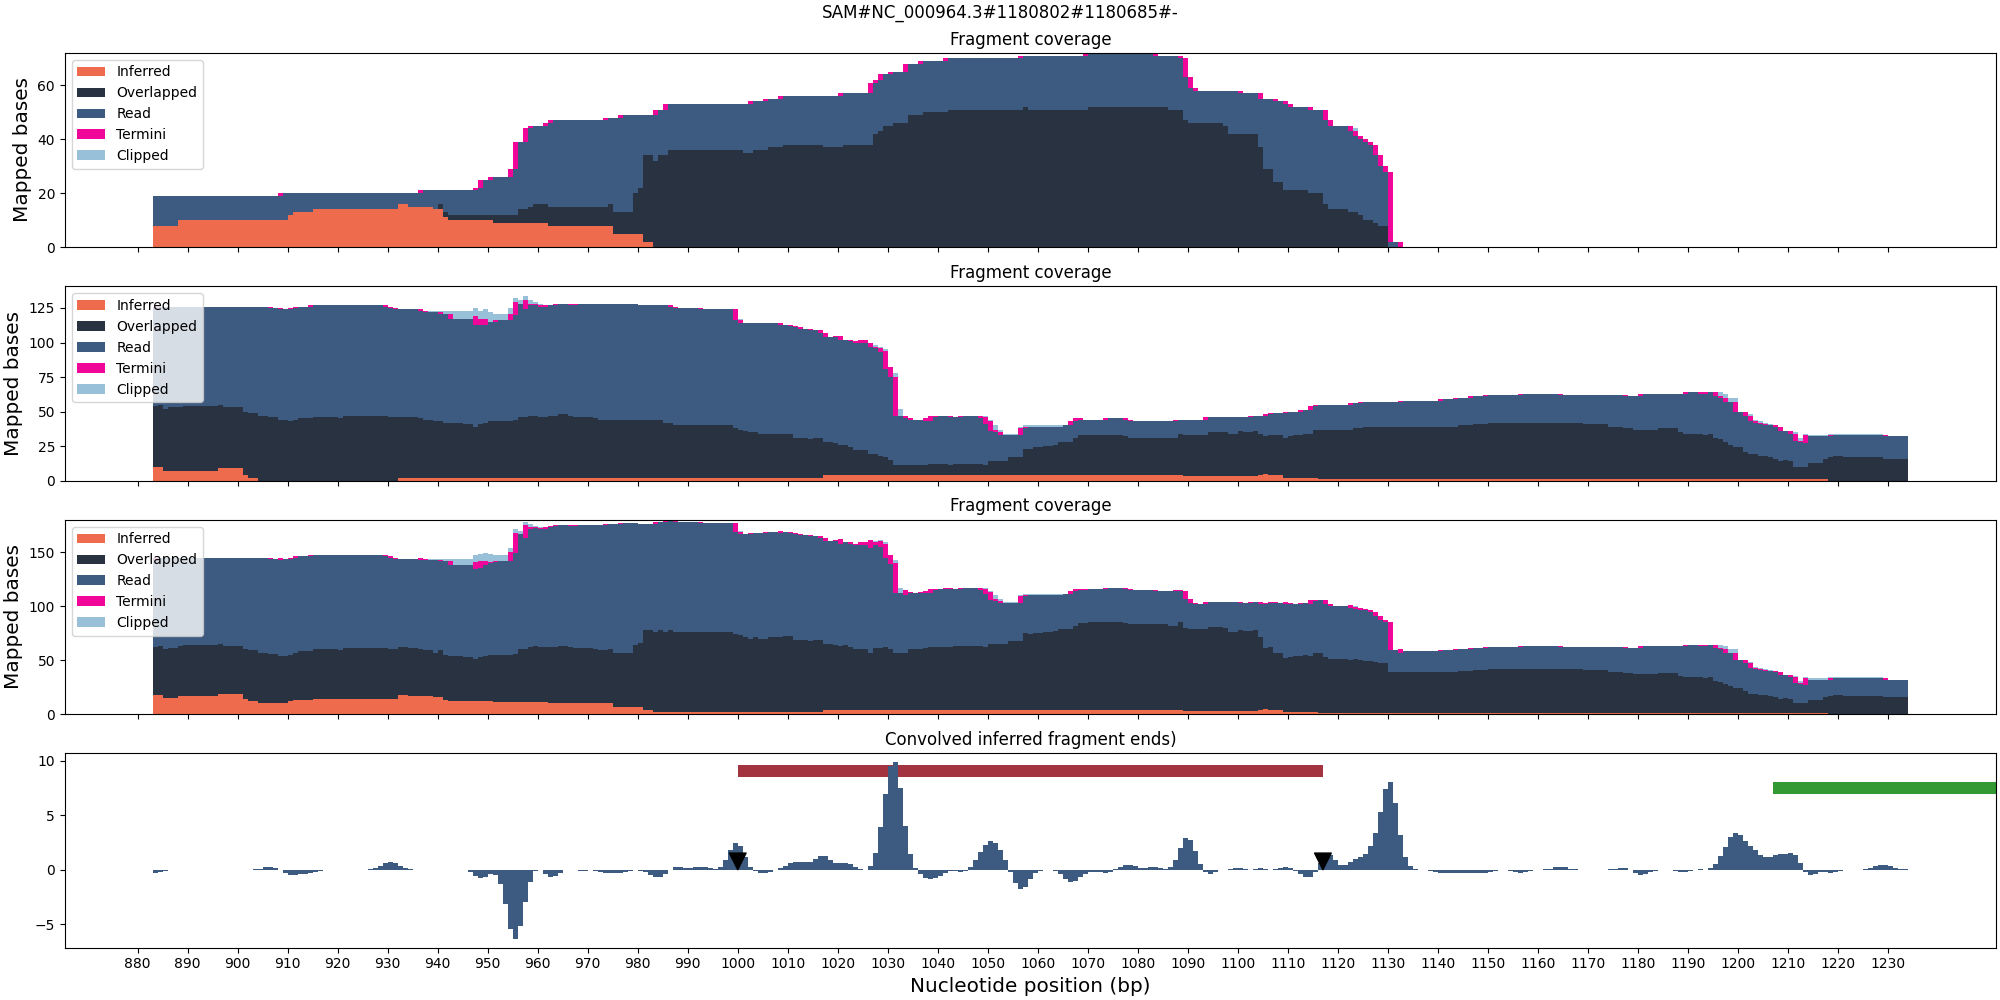 SAM#NC_000964.3#1180802#1180685#-
Fragment coverage
Mapped bases
60
40
20
0
Inferred
Overlapped
Read
Termini
Clipped
Fragment coverage
Mapped bases
125
100
75
50
25
0
Inferred
Overlapped
Read
Termini
Clipped
Fragment coverage
Mapped bases
150
100
50
0
Inferred
Overlapped
Read
Termini
Clipped
Convolved inferred fragment ends)
10
5
0
−5
880 890 900 910 920 930 940 950 960 970 980 990 1000 1010 1020 1030 1040 1050 1060 1070 1080 1090 1100 1110 1120 1130 1140 1150 1160 1170 1180 1190 1200 1210 1220 1230
Nucleotide position (bp)